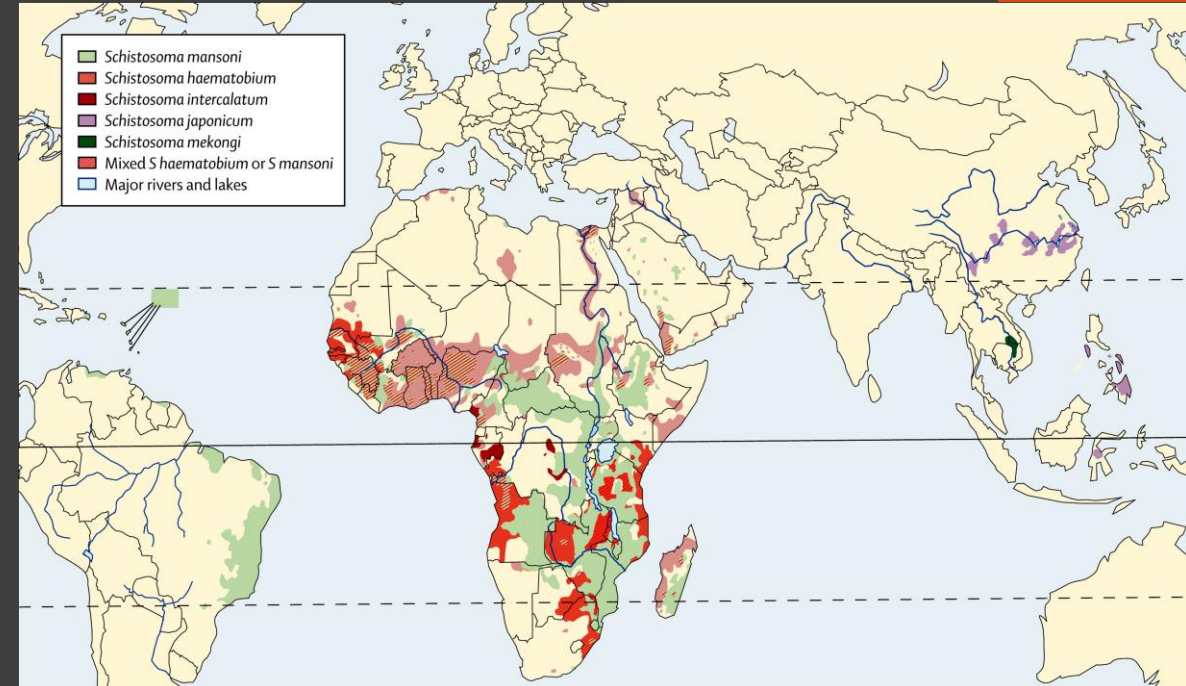 Schistosoma mansoni
Schistosoma haematobium
Schistosoma intercalatum
Schistosoma japonicum
Schistosoma mekongi
Mixed S haematobium or S mansoni
Major rivers and lakes